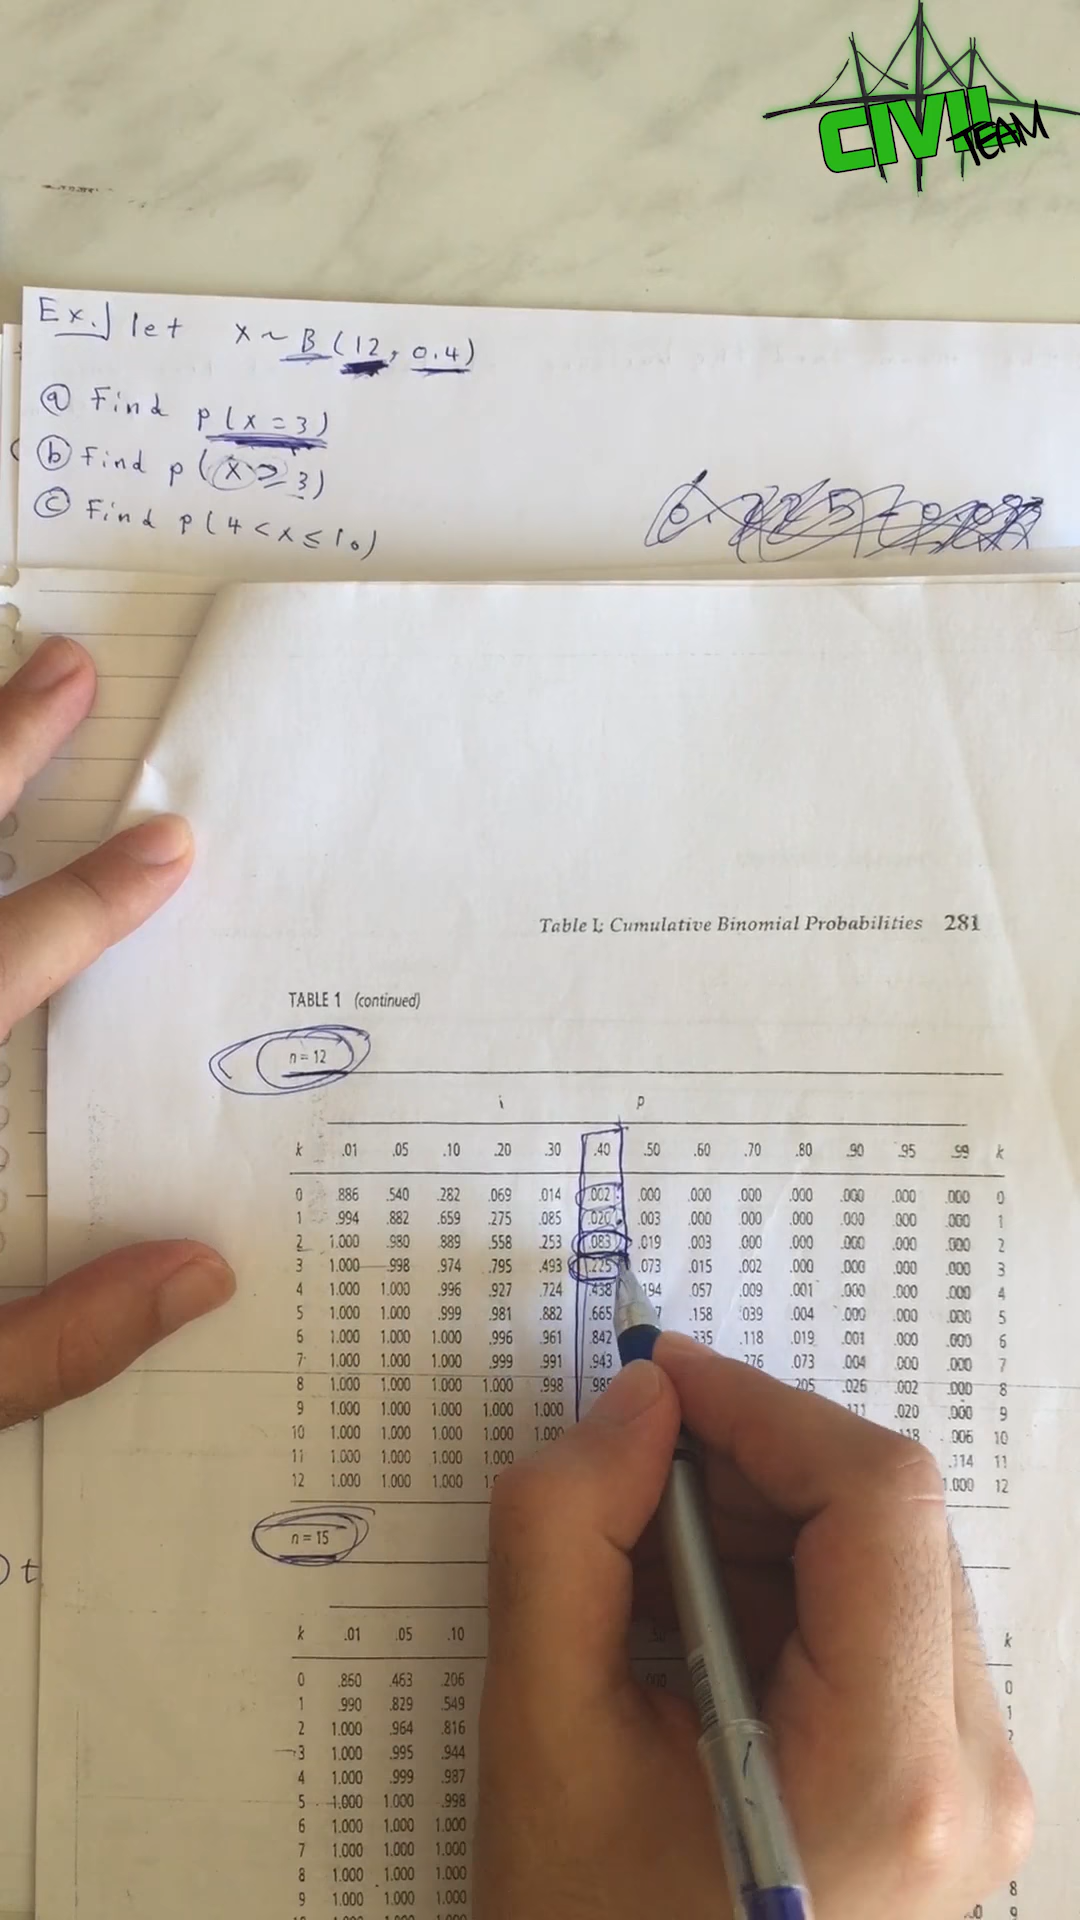 CIVIL TEAM
Ex. let x ~ B (12, 0.4)
a Find p(x = 3)
b Find p(x ≥ 3)
c Find p(4 < x ≤ 10)
Table I: Cumulative Binomial Probabilities 281
TABLE 1 (continued)
n = 12
p
k .01 .05 .10 .20 .30 .40 .50 .60 .70 .80 .90 .95 .99 k
0 .886 .540 .282 .069 .014 .002 .000 .000 .000 .000 .000 .000 .000 0
1 .994 .882 .659 .275 .085 .020 .003 .000 .000 .000 .000 .000 .000 1
2 1.000 .980 .889 .558 .253 .083 .019 .003 .000 .000 .000 .000 .000 2
3 1.000 .998 .974 .795 .493 .225 .073 .015 .002 .000 .000 .000 .000 3
4 1.000 1.000 .996 .927 .724 .438 .194 .057 .009 .001 .000 .000 .000 4
5 1.000 1.000 .999 .981 .882 .665 .158 .039 .004 .000 .000 .000 5
6 1.000 1.000 1.000 .996 .961 .842 .335 .118 .019 .001 .000 .000 6
7 1.000 1.000 1.000 .999 .991 .943 .276 .073 .004 .000 .000 7
8 1.000 1.000 1.000 1.000 .998 .205 .026 .002 .000 8
9 1.000 1.000 1.000 1.000 1.000 .020 .000 9
10 1.000 1.000 1.000 1.000 1.000 .006 10
11 1.000 1.000 1.000 1.000 .114 11
12 1.000 1.000 1.000 1.000 12
n = 15
k .01 .05 .10 k
0 .860 .463 .206 .000 0
1 .990 .829 .549 1
2 1.000 .964 .816
3 1.000 .995 .944
4 1.000 .999 .987
5 1.000 1.000 .998
6 1.000 1.000 1.000
7 1.000 1.000 1.000
8 1.000 1.000 1.000 8
9 1.000 1.000 1.000 9